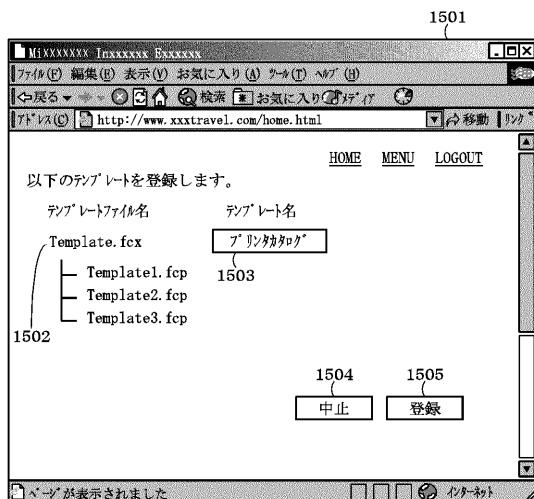 1501
Mixxxxxxx Inxxxxxx Exxxxxx
ﾌｧｲﾙ(F) 編集(E) 表示(V) お気に入り(A) ﾂｰﾙ(T) ﾍﾙﾌﾟ(H)
戻る 検索 お気に入り ﾒﾃﾞｨｱ
ｱﾄﾞﾚｽ(C) http://www.xxxtravel.com/home.html 移動 ﾘﾝｸ
HOME MENU LOGOUT
以下のﾃﾝﾌﾟﾚｰﾄを登録します。
ﾃﾝﾌﾟﾚｰﾄﾌｧｲﾙ名 ﾃﾝﾌﾟﾚｰﾄ名
Template.fcx ﾌﾟﾘﾝﾀｶﾀﾛｸﾞ
1503
Template1.fcp
Template2.fcp
Template3.fcp
1502
1504 1505
中止 登録
ﾍﾟｰｼﾞが表示されました ｲﾝﾀｰﾈｯﾄ